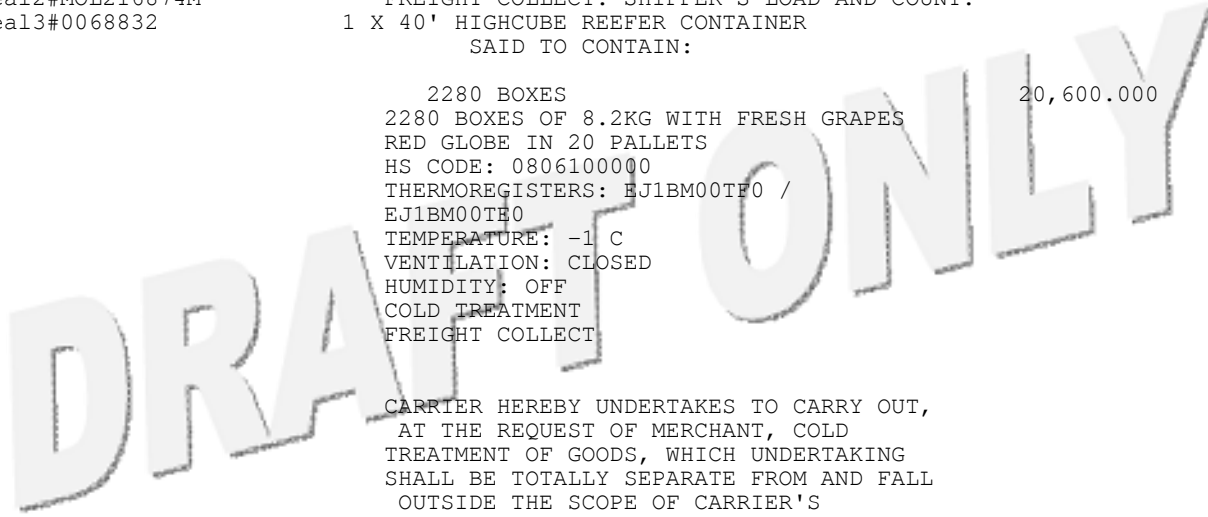 FREIGHT COLLECT. SHIPPER'S LOAD AND COUNT.
eal3#0068832 1 X 40' HIGHCUBE REEFER CONTAINER
SAID TO CONTAIN:
2280 BOXES 20,600.000
2280 BOXES OF 8.2KG WITH FRESH GRAPES
RED GLOBE IN 20 PALLETS
HS CODE: 0806100000
THERMOREGISTERS: EJ1BM00TF0 /
EJ1BM00TE0
TEMPERATURE: -1 C
VENTILATION: CLOSED
HUMIDITY: OFF
COLD TREATMENT
FREIGHT COLLECT
DRAFT ONLY
CARRIER HEREBY UNDERTAKES TO CARRY OUT,
AT THE REQUEST OF MERCHANT, COLD
TREATMENT OF GOODS, WHICH UNDERTAKING
SHALL BE TOTALLY SEPARATE FROM AND FALL
OUTSIDE THE SCOPE OF CARRIER'S